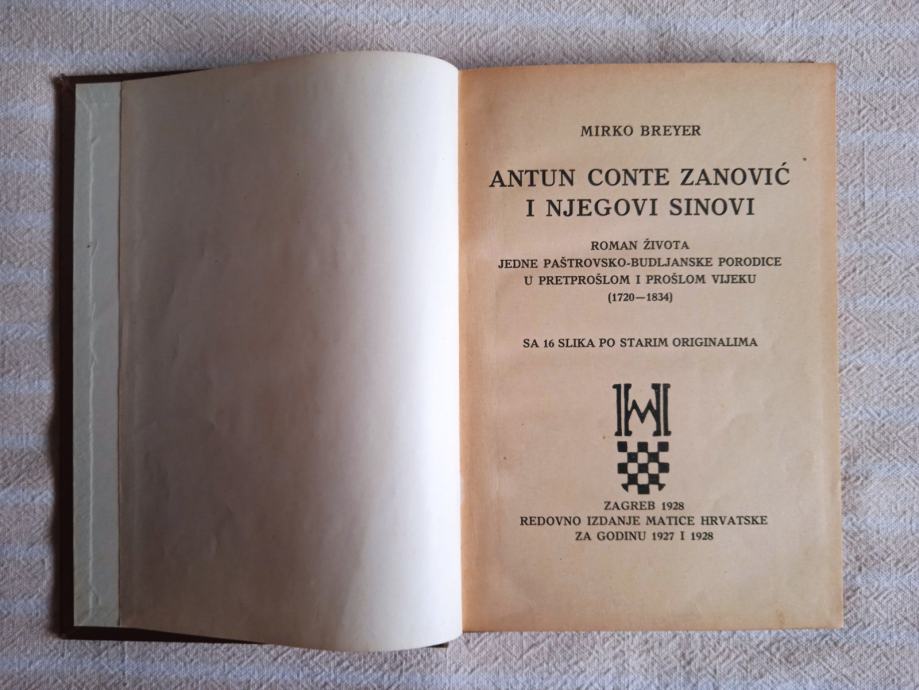 MIRKO BREYER
ANTUN CONTE ZANOVIĆ
I NJEGOVI SINOVI
ROMAN ŽIVOTA
JEDNE PAŠTROVSKO-BUDLJANSKE PORODICE
U PRETPROŠLOM I PROŠLOM VIJEKU
(1720—1834)
SA 16 SLIKA PO STARIM ORIGINALIMA
MH
ZAGREB 1928
REDOVNO IZDANJE MATICE HRVATSKE
ZA GODINU 1927 I 1928